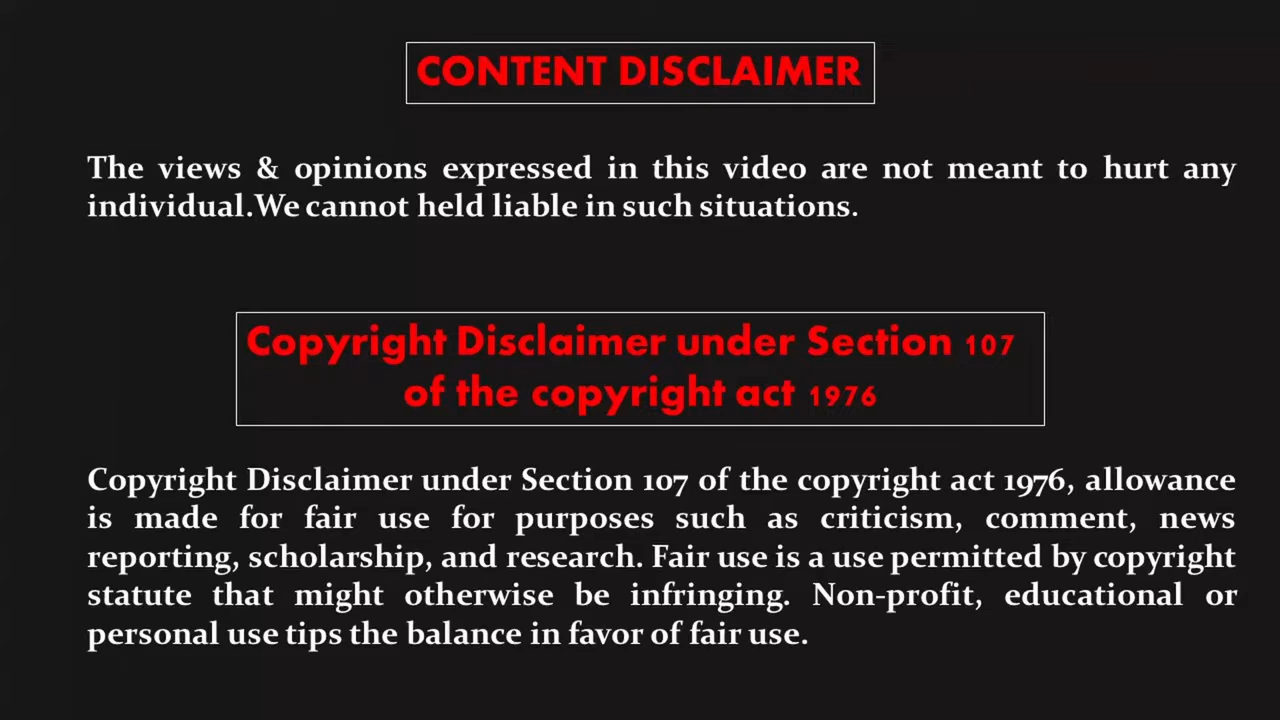 CONTENT DISCLAIMER
The views & opinions expressed in this video are not meant to hurt any
individual.We cannot held liable in such situations.
Copyright Disclaimer under Section 107
of the copyright act 1976
Copyright Disclaimer under Section 107 of the copyright act 1976, allowance
is made for fair use for purposes such as criticism, comment, news
reporting, scholarship, and research. Fair use is a use permitted by copyright
statute that might otherwise be infringing. Non-profit, educational or
personal use tips the balance in favor of fair use.